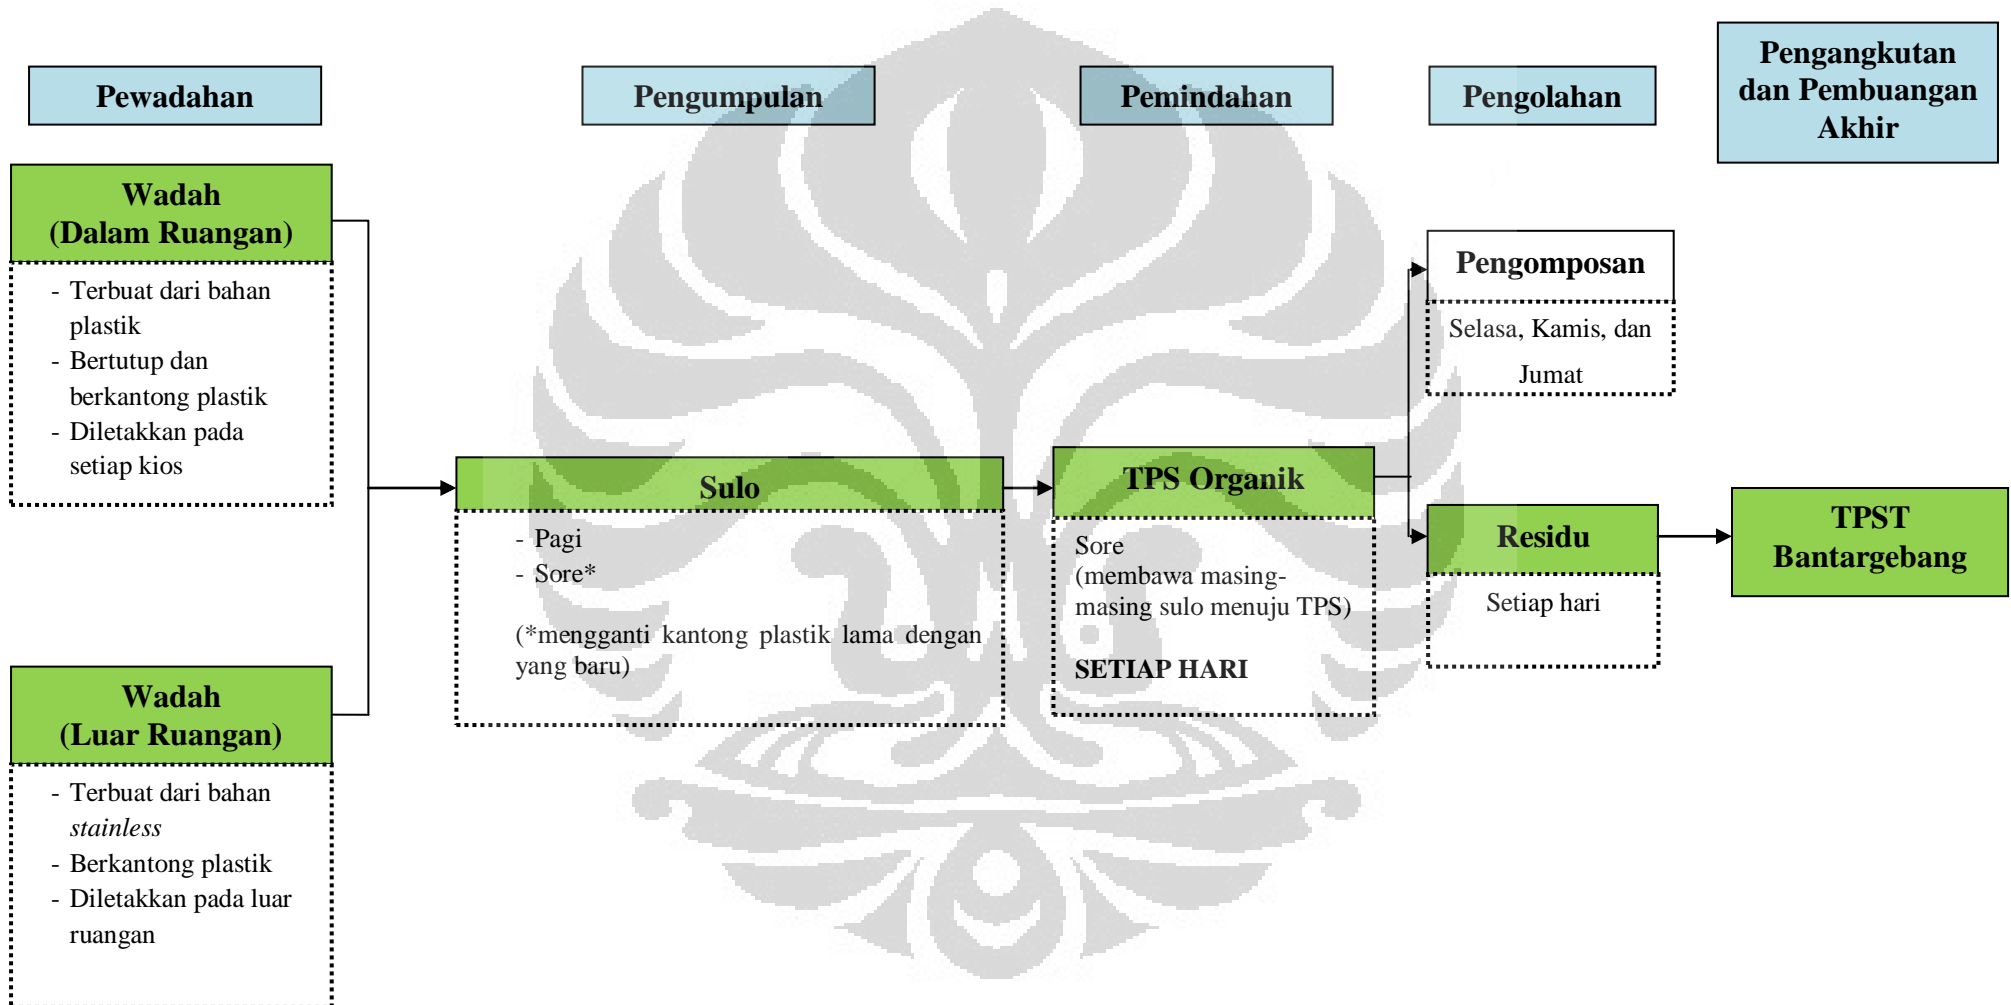 Pewadahan
Pengumpulan
Pemindahan
Pengolahan
Pengangkutan
dan Pembuangan
Akhir
Wadah
(Dalam Ruangan)
- Terbuat dari bahan
plastik
- Bertutup dan
berkantong plastik
- Diletakkan pada
setiap kios
Wadah
(Luar Ruangan)
- Terbuat dari bahan
stainless
- Berkantong plastik
- Diletakkan pada luar
ruangan
Sulo
- Pagi
- Sore*
(*mengganti kantong plastik lama dengan
yang baru)
TPS Organik
Sore
(membawa masing-
masing sulo menuju TPS)
SETIAP HARI
Pengomposan
Selasa, Kamis, dan
Jumat
Residu
Setiap hari
TPST
Bantargebang